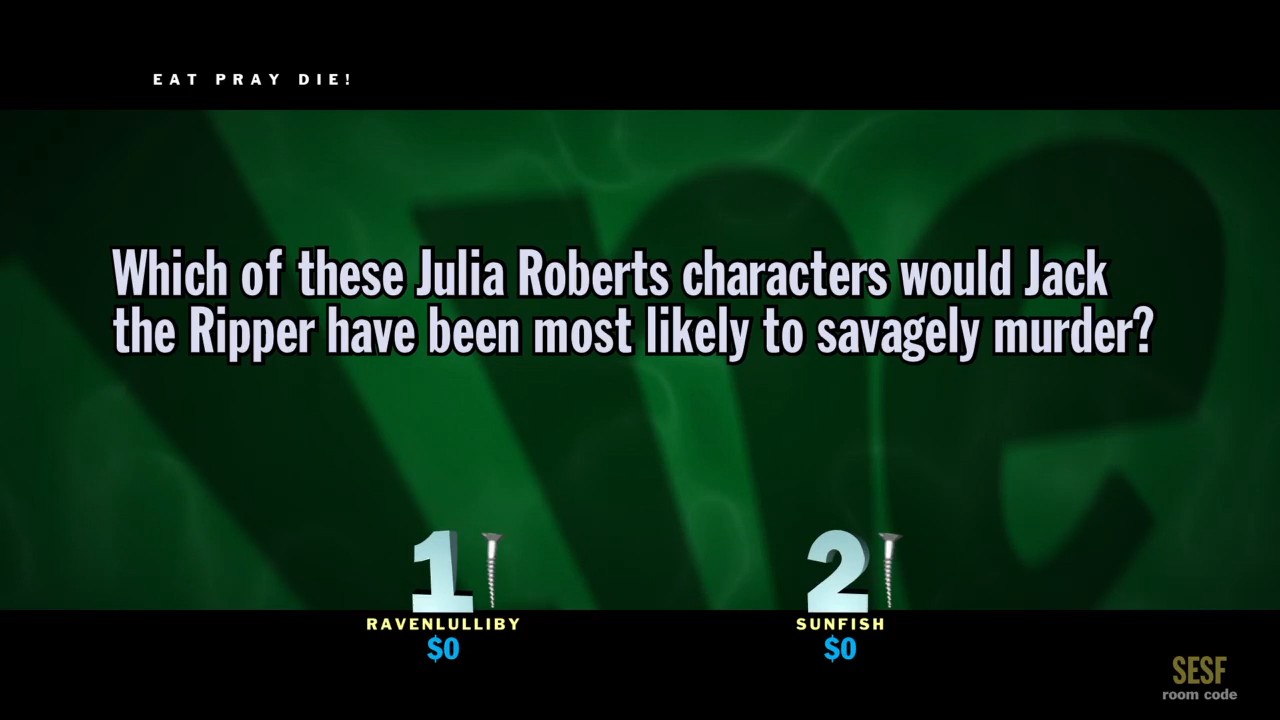 EAT PRAY DIE!
Which of these Julia Roberts characters would Jack
the Ripper have been most likely to savagely murder?
1
2
RAVENLULLIBY
SUNFISH
$0
$0
SESF
room code